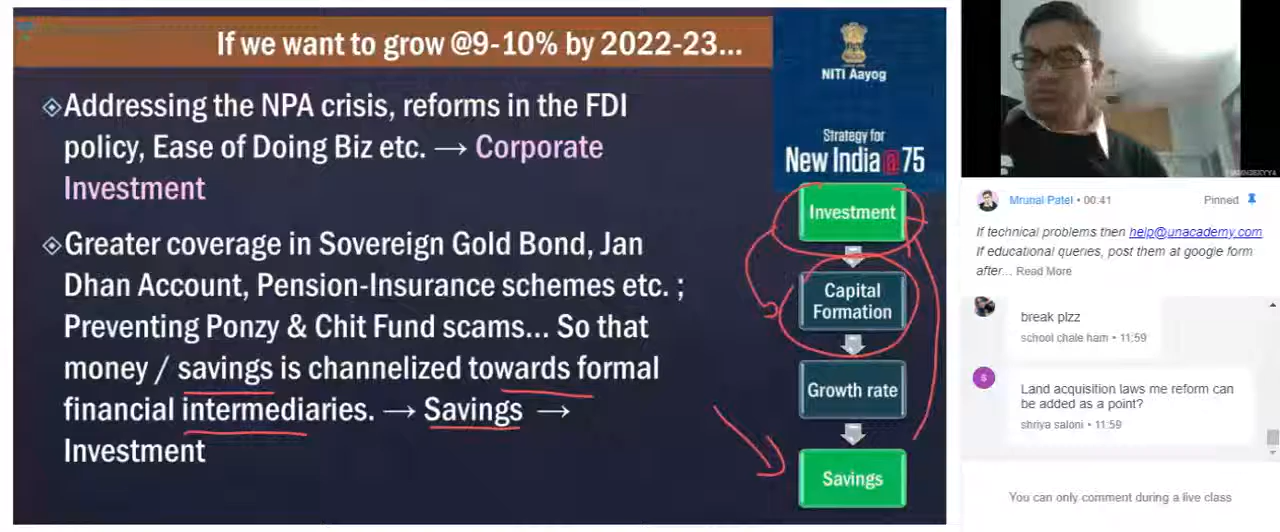 If we want to grow @9-10% by 2022-23...
Addressing the NPA crisis, reforms in the FDI
policy, Ease of Doing Biz etc. → Corporate
Investment
Greater coverage in Sovereign Gold Bond, Jan
Dhan Account, Pension-Insurance schemes etc. ;
Preventing Ponzy & Chit Fund scams... So that
money / savings is channelized towards formal
financial intermediaries. → Savings →
Investment
NITI Aayog
Strategy for
New India @ 75
Investment
Capital
Formation
Growth rate
Savings
Mrunal Patel • 00:41
Pinned
If technical problems then help@unacademy.com
If educational queries, post them at google form
after... Read More
break plzz
school chale ham • 11:59
S
Land acquisition laws me reform can
be added as a point?
shriya saloni • 11:59
You can only comment during a live class